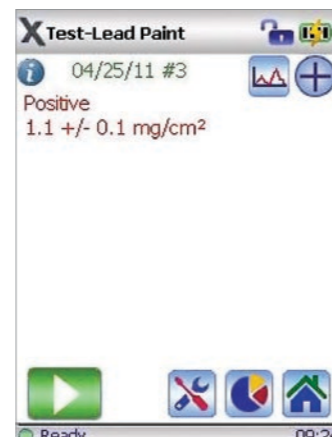 X Test-Lead Paint
04/25/11 #3
Positive
1.1 +/- 0.1 mg/cm²
Ready